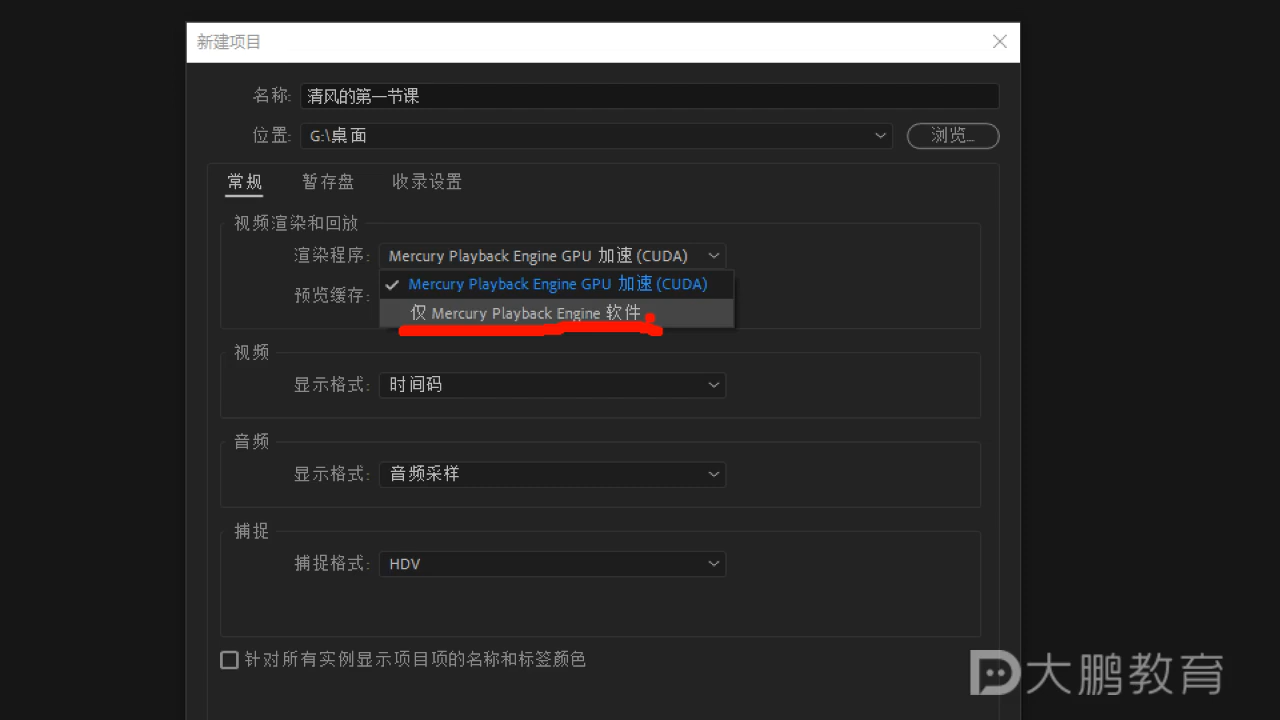 新建项目
名称: 清风的第一节课
位置: G:\桌面 浏览...
常规 暂存盘 收录设置
视频渲染和回放
渲染程序: Mercury Playback Engine GPU 加速 (CUDA)
Mercury Playback Engine GPU 加速 (CUDA)
预览缓存:
仅 Mercury Playback Engine 软件
视频
显示格式: 时间码
音频
显示格式: 音频采样
捕捉
捕捉格式: HDV
针对所有实例显示项目项的名称和标签颜色
大鹏教育